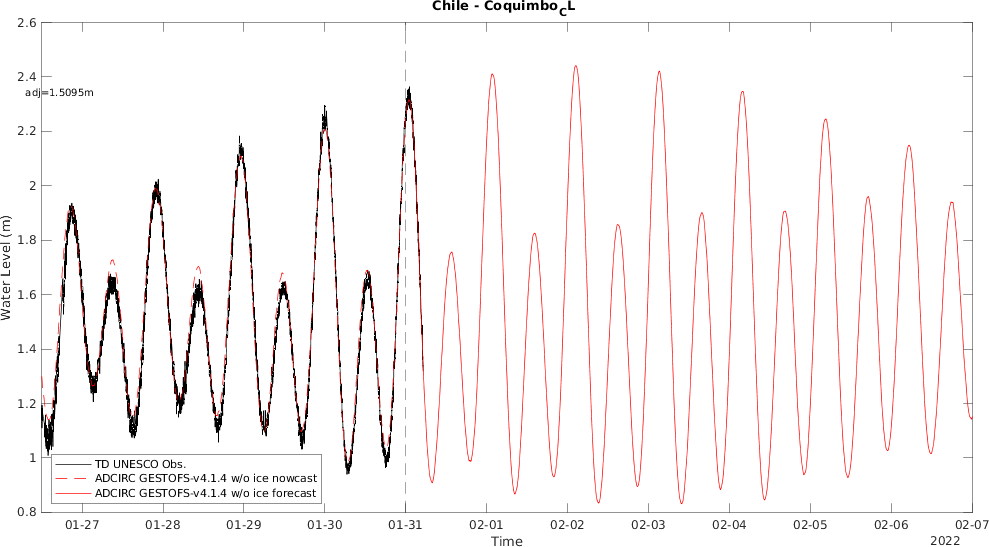 Chile - Coquimbo_CL
2.6
2.4
adj=1.5095m
2.2
2
1.8
1.6
1.4
1.2
1
0.8
Water Level (m)
TD UNESCO Obs.
ADCIRC GESTOFS-v4.1.4 w/o ice nowcast
ADCIRC GESTOFS-v4.1.4 w/o ice forecast
01-27 01-28 01-29 01-30 01-31 02-01 02-02 02-03 02-04 02-05 02-06 02-07
Time
2022